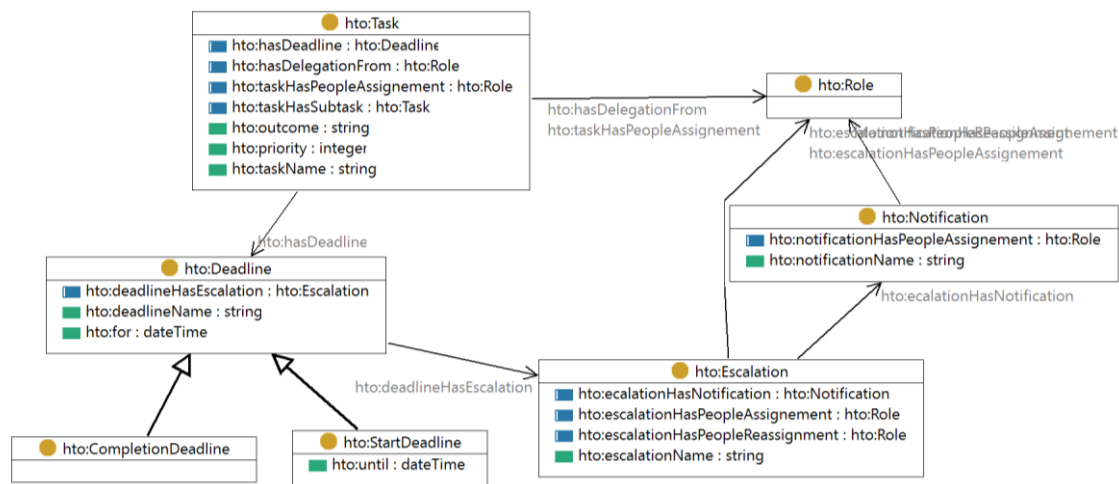 hto:Task
hto:hasDeadline : hto:Deadline
hto:hasDelegationFrom : hto:Role
hto:taskHasPeopleAssignement : hto:Role
hto:taskHasSubtask : hto:Task
hto:outcome : string
hto:priority : integer
hto:taskName : string
hto:Role
hto:hasDelegationFrom
hto:taskHasPeopleAssignement
hto:escalationHasPeopleAssignement
hto:Notification
hto:notificationHasPeopleAssignement : hto:Role
hto:notificationName : string
hto:hasDeadline
hto:Deadline
hto:deadlineHasEscalation : hto:Escalation
hto:deadlineName : string
hto:for : dateTime
hto:ecalationHasNotification
hto:deadlineHasEscalation
hto:Escalation
hto:ecalationHasNotification : hto:Notification
hto:escalationHasPeopleAssignement : hto:Role
hto:escalationHasPeopleReassignment : hto:Role
hto:escalationName : string
hto:CompletionDeadline
hto:StartDeadline
hto:until : dateTime